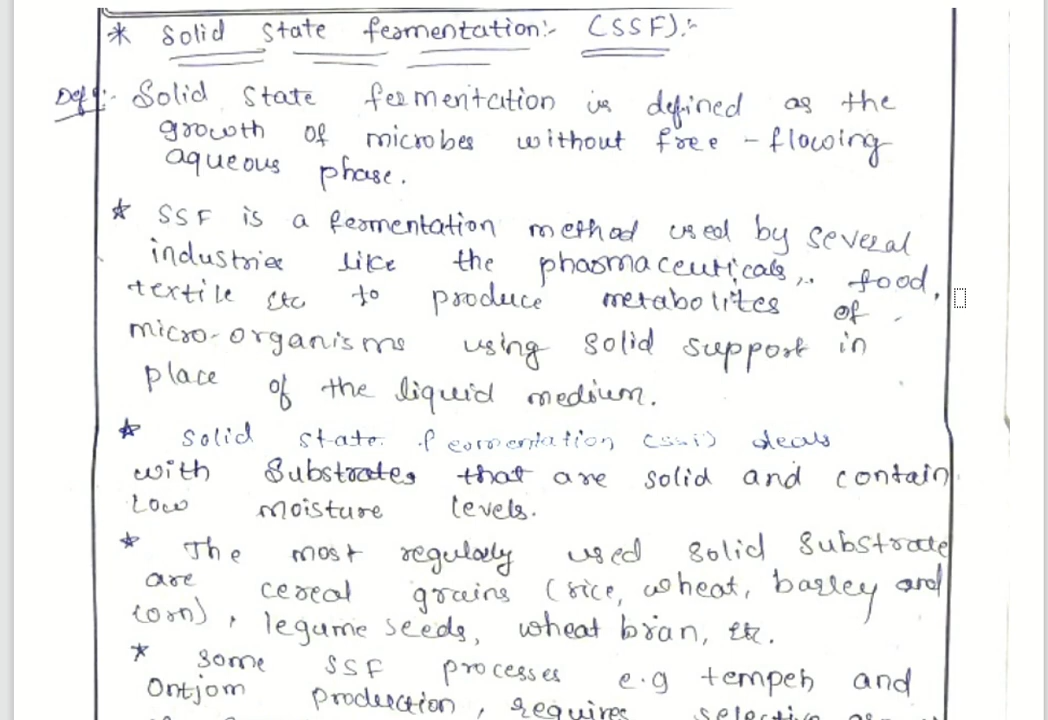 * Solid State fermentation:- (SSF):-
Defn:- Solid State fermentation is defined as the
growth of microbes without free - flowing
aqueous phase.
* SSF is a fermentation method used by several
industries like the pharmaceuticals, food,
textile etc to produce metabolites of
micro-organisms using solid support in
place of the liquid medium.
* Solid state fermentation deals
with Substrates that are solid and contain
Low moisture levels.
* The most regularly used solid Substrate
are cereal grains (rice, wheat, barley and
corn), legume seeds, wheat bran, etc.
* Some SSF processes e.g tempeh and
Ontjom production, requires selective